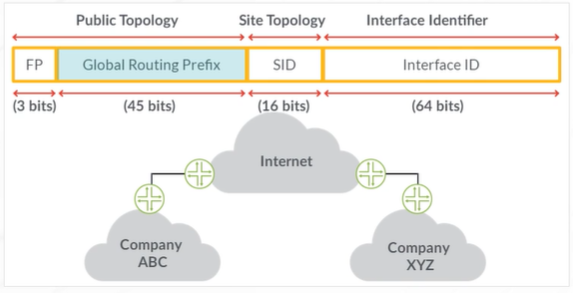 Public Topology Site Topology Interface Identifier
FP Global Routing Prefix SID Interface ID
(3 bits) (45 bits) (16 bits) (64 bits)
Internet
Company
ABC
Company
XYZ